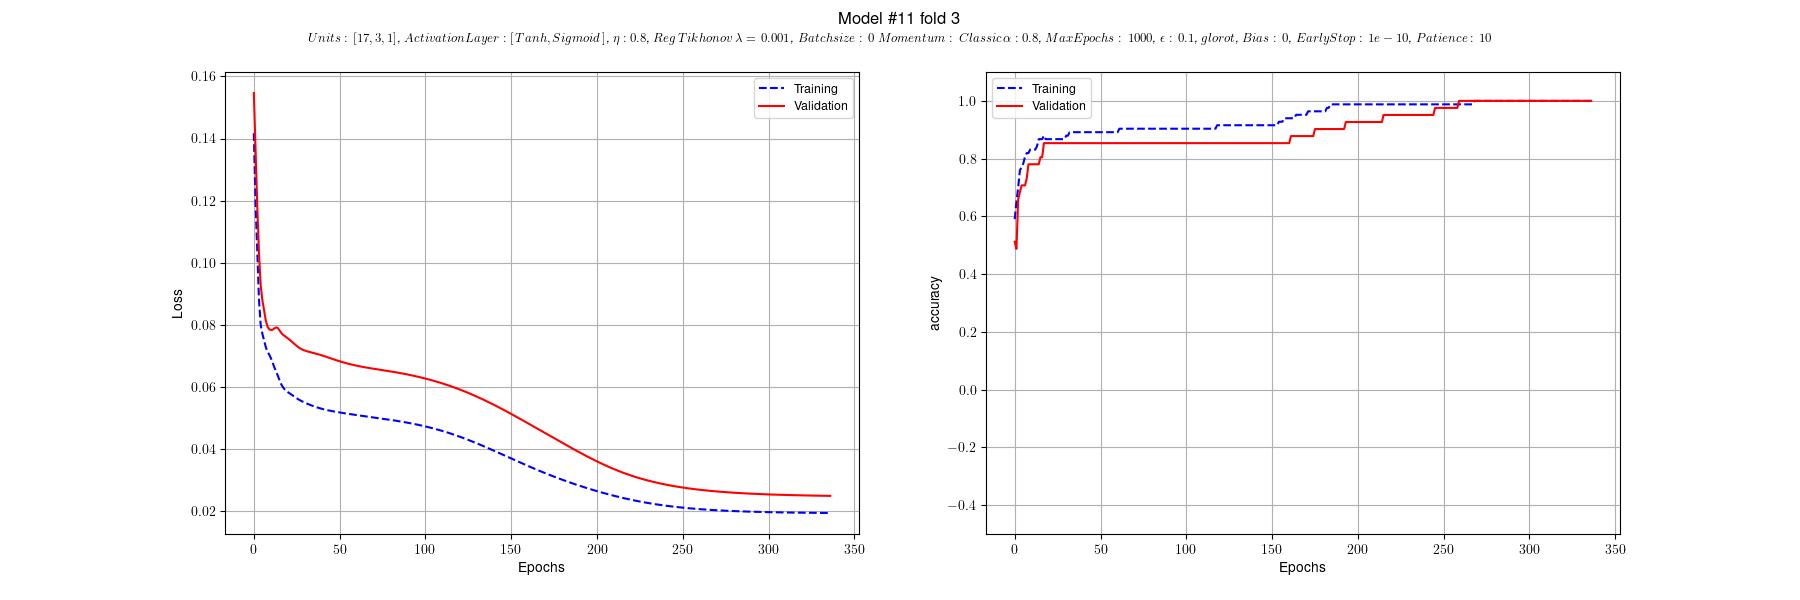 Model #11 fold 3
Units : [17, 3, 1], ActivationLayer : [Tanh, Sigmoid], η : 0.8, Reg Tikhonov λ = 0.001, Batchsize : 0 Momentum : Classicα : 0.8, MaxEpochs : 1000, ϵ : 0.1, glorot, Bias : 0, EarlyStop : 1e − 10, Patience : 10
Training
Validation
0.16
0.14
0.12
0.10
0.08
0.06
0.04
0.02
Loss
0 50 100 150 200 250 300 350
Epochs
Training
Validation
1.0
0.8
0.6
0.4
0.2
0.0
−0.2
−0.4
accuracy
0 50 100 150 200 250 300 350
Epochs